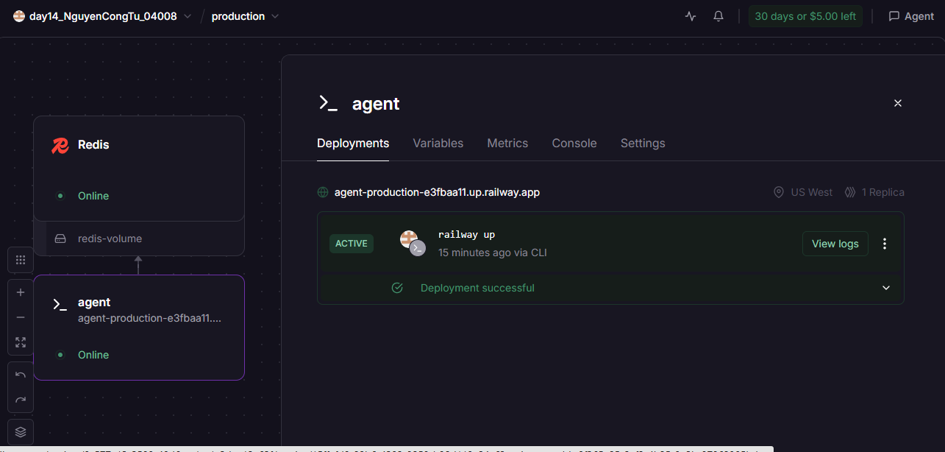 day14_NguyenCongTu_04008 / production
30 days or $5.00 left
Agent
Redis
Online
redis-volume
agent
agent-production-e3fbaa11....
Online
agent
Deployments Variables Metrics Console Settings
agent-production-e3fbaa11.up.railway.app
US West
1 Replica
ACTIVE
railway up
15 minutes ago via CLI
View logs
Deployment successful